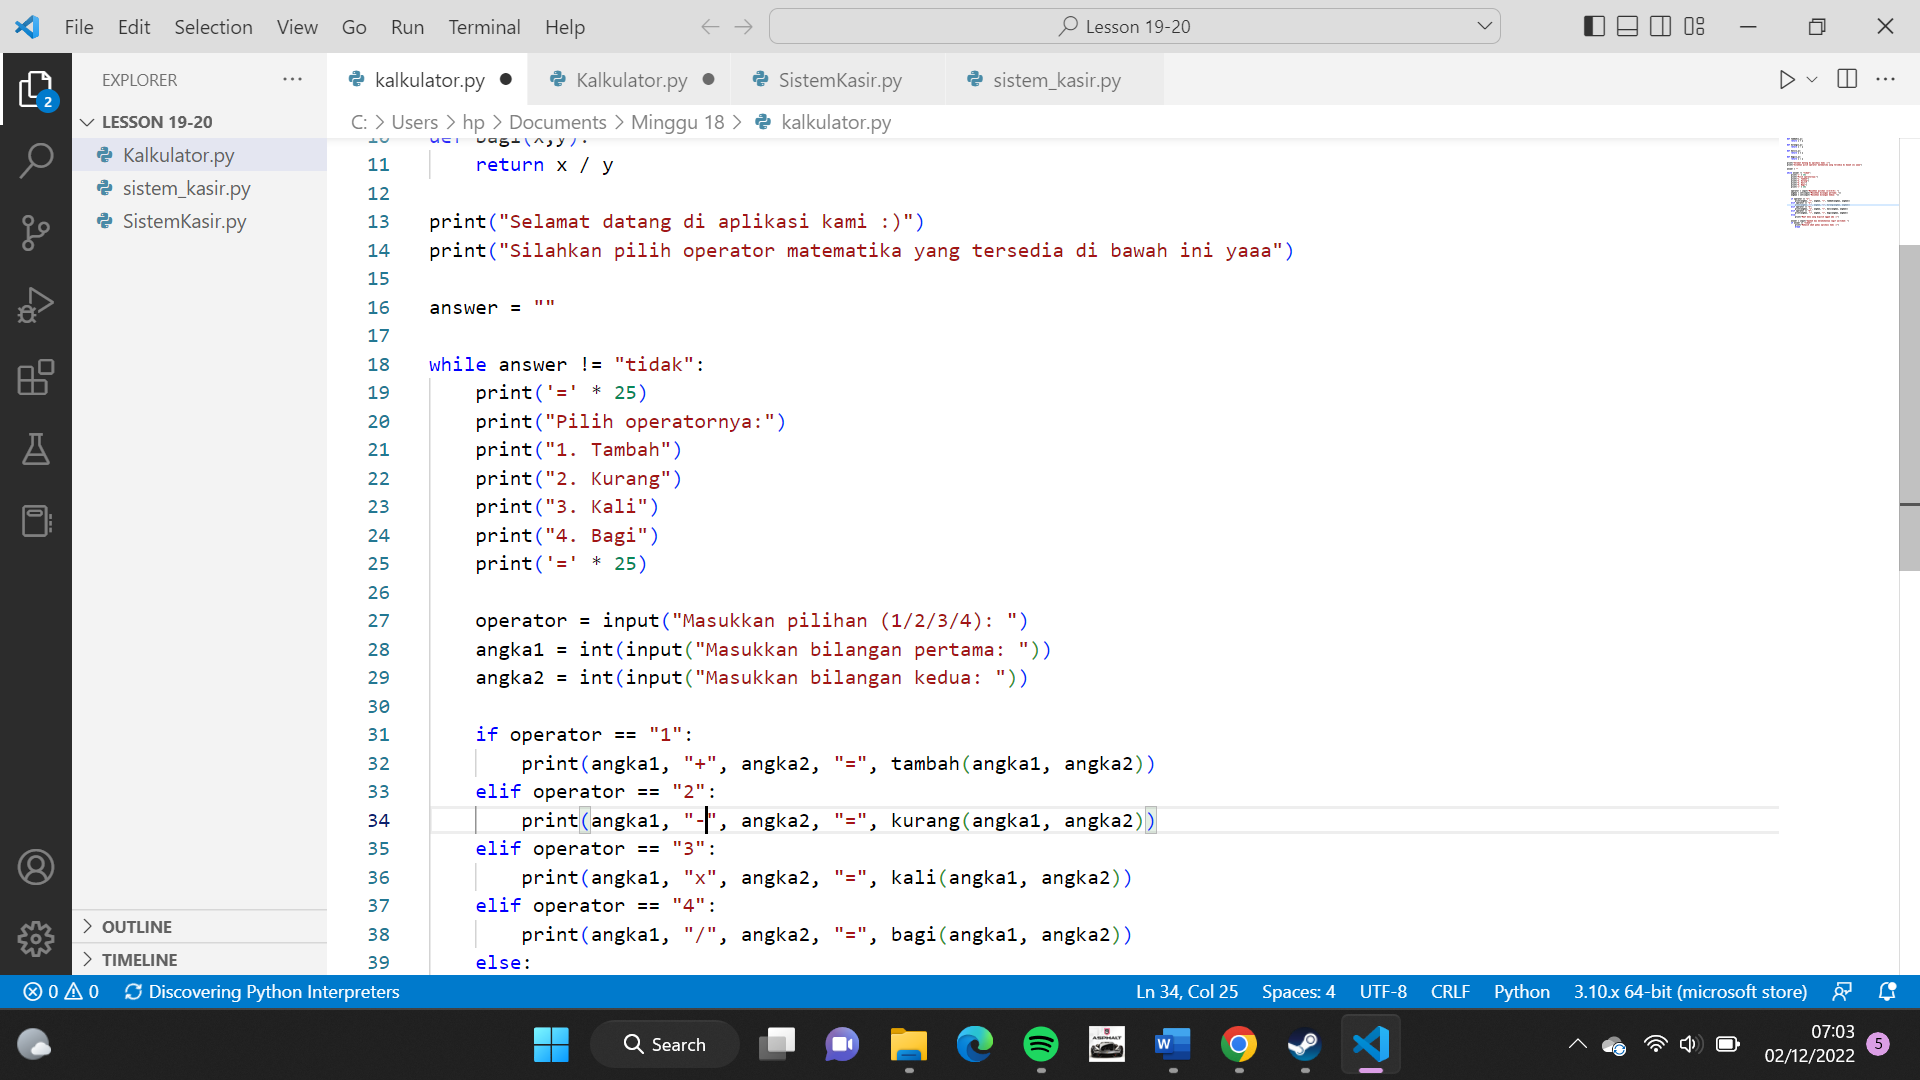 File Edit Selection View Go Run Terminal Help
Lesson 19-20
EXPLORER
kalkulator.py
Kalkulator.py
SistemKasir.py
sistem_kasir.py
2
LESSON 19-20
Kalkulator.py
sistem_kasir.py
SistemKasir.py
C: > Users > hp > Documents > Minggu 18 > kalkulator.py
10 def bagi(x,y):
11 return x / y
12
13 print("Selamat datang di aplikasi kami :)")
14 print("Silahkan pilih operator matematika yang tersedia di bawah ini yaaa")
15
16 answer = ""
17
18 while answer != "tidak":
19 print('=' * 25)
20 print("Pilih operatornya:")
21 print("1. Tambah")
22 print("2. Kurang")
23 print("3. Kali")
24 print("4. Bagi")
25 print('=' * 25)
26
27 operator = input("Masukkan pilihan (1/2/3/4): ")
28 angka1 = int(input("Masukkan bilangan pertama: "))
29 angka2 = int(input("Masukkan bilangan kedua: "))
30
31 if operator == "1":
32 print(angka1, "+", angka2, "=", tambah(angka1, angka2))
33 elif operator == "2":
34 print(angka1, "-", angka2, "=", kurang(angka1, angka2))
35 elif operator == "3":
36 print(angka1, "x", angka2, "=", kali(angka1, angka2))
37 elif operator == "4":
38 print(angka1, "/", angka2, "=", bagi(angka1, angka2))
39 else:
OUTLINE
TIMELINE
0 0 Discovering Python Interpreters
Ln 34, Col 25 Spaces: 4 UTF-8 CRLF Python 3.10.x 64-bit (microsoft store)
Search
ASPHALT
W
07:03
02/12/2022
5